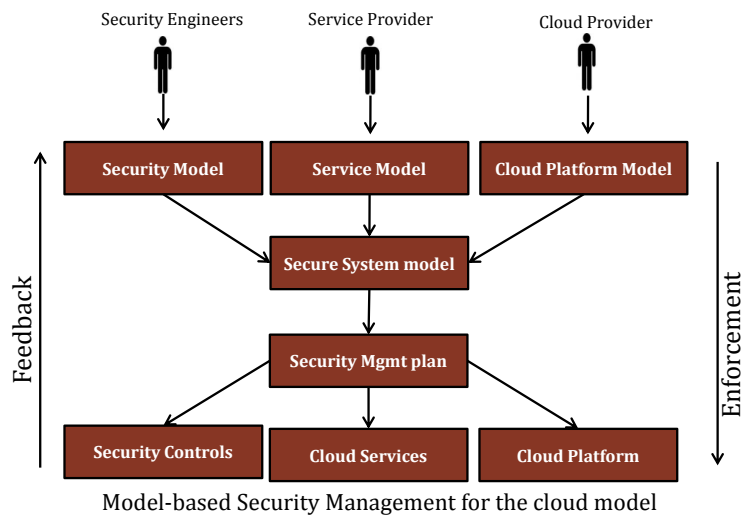 Security Engineers
Service Provider
Cloud Provider
Security Model
Service Model
Cloud Platform Model
Secure System model
Feedback
Enforcement
Security Mgmt plan
Security Controls
Cloud Services
Cloud Platform
Model-based Security Management for the cloud model